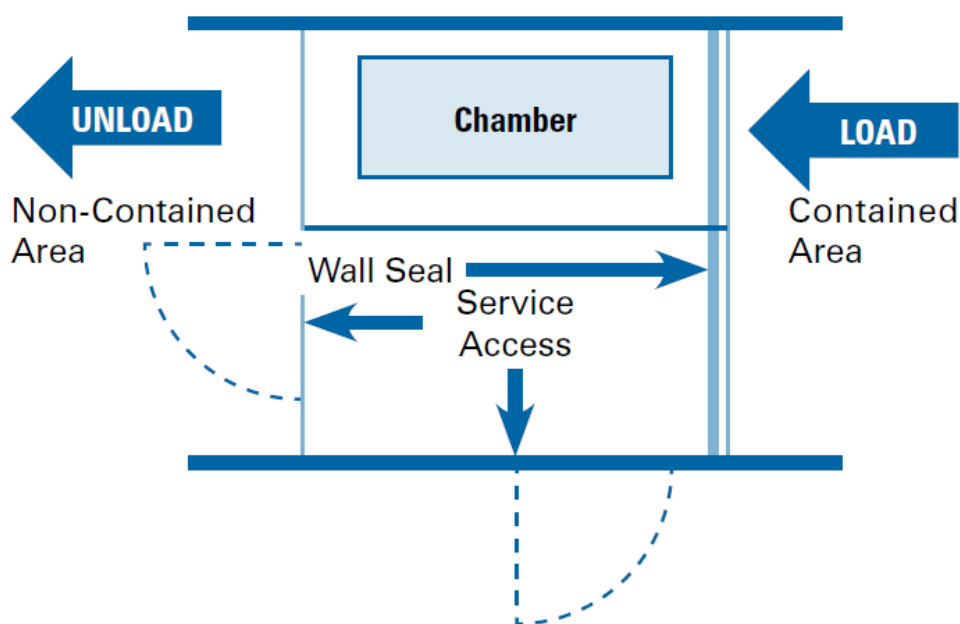 Chamber
UNLOAD
LOAD
Non-Contained
Area
Contained
Area
Wall Seal
Service
Access